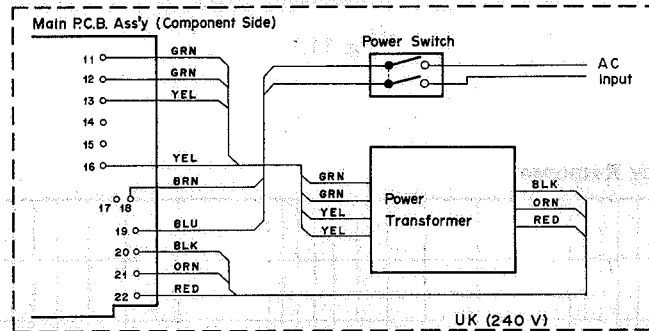 Main P.C.B. Ass'y (Component Side)
Power Switch
AC
Input
11 GRN
12 GRN
13 YEL
14
15
16 YEL
17 18 BRN
19 BLU
20 BLK
21 ORN
22 RED
GRN
GRN
YEL
YEL
Power
Transformer
BLK
ORN
RED
UK (240 V)